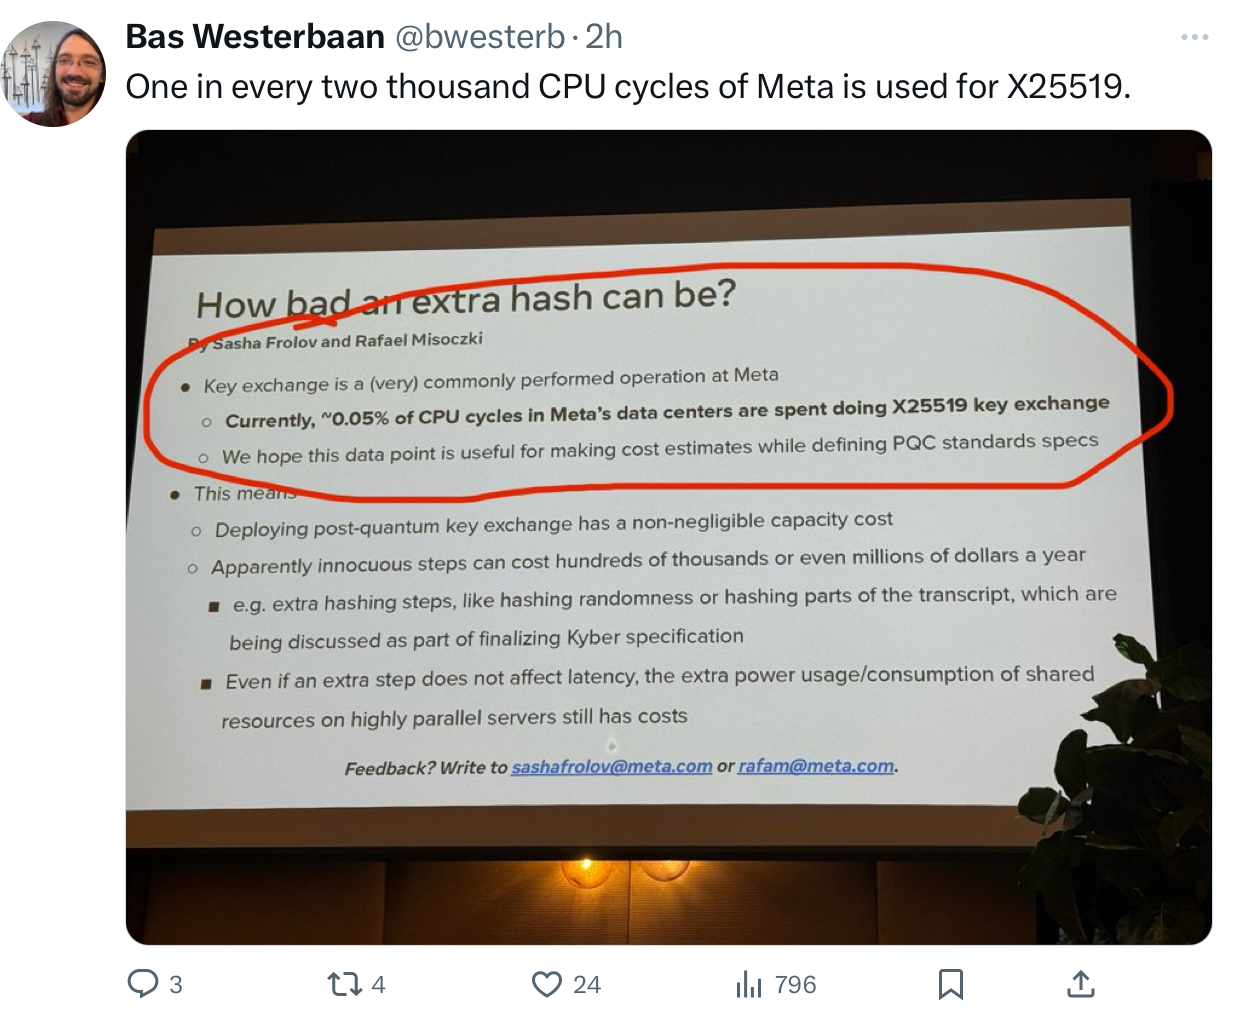 Bas Westerbaan @bwesterb · 2h
One in every two thousand CPU cycles of Meta is used for X25519.
How bad an extra hash can be?
By Sasha Frolov and Rafael Misoczki
● Key exchange is a (very) commonly performed operation at Meta
○ Currently, ~0.05% of CPU cycles in Meta's data centers are spent doing X25519 key exchange
○ We hope this data point is useful for making cost estimates while defining PQC standards specs
● This means
○ Deploying post-quantum key exchange has a non-negligible capacity cost
○ Apparently innocuous steps can cost hundreds of thousands or even millions of dollars a year
■ e.g. extra hashing steps, like hashing randomness or hashing parts of the transcript, which are
being discussed as part of finalizing Kyber specification
■ Even if an extra step does not affect latency, the extra power usage/consumption of shared
resources on highly parallel servers still has costs
Feedback? Write to sashafrolov@meta.com or rafam@meta.com.
3 4 24 796